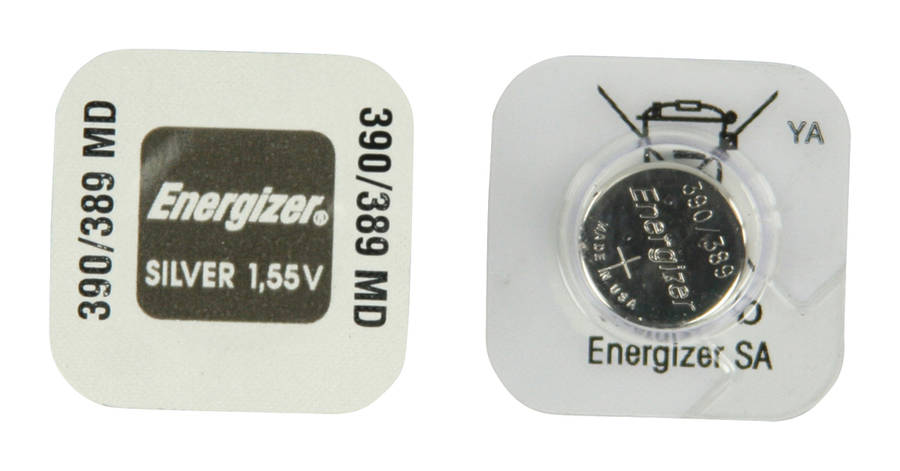 390/389 MD
Energizer®
SILVER 1,55V
390/389 MD
YA
390/389
Energizer
+
MADE IN USA
Energizer SA